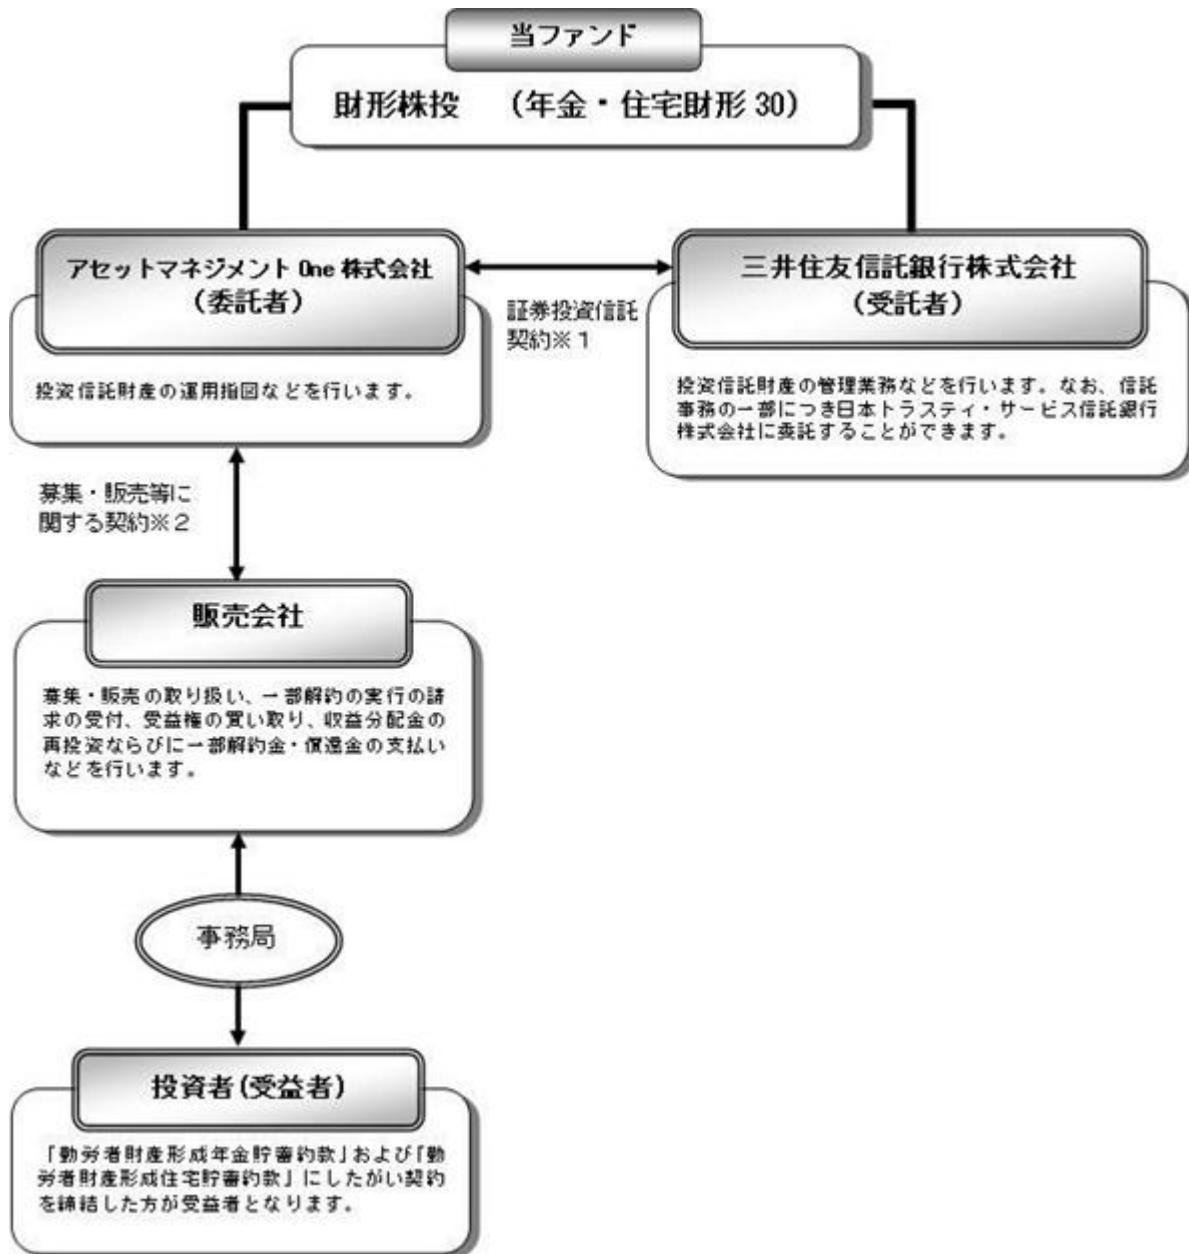 当ファンド
財形株投　（年金・住宅財形 30）
アセットマネジメント One 株式会社
（委託者）
投資信託財産の運用指図などを行います。
証券投資信託
契約※１
三井住友信託銀行株式会社
（受託者）
投資信託財産の管理業務などを行います。なお、信託
事務の一部につき日本トラスティ・サービス信託銀行
株式会社に委託することができます。
募集・販売等に
関する契約※２
販売会社
募集・販売の取り扱い、一部解約の実行の請
求の受付、受益権の買い取り、収益分配金の
再投資ならびに一部解約金・償還金の支払い
などを行います。
事務局
投資者(受益者)
「勤労者財産形成年金貯蓄約款」および「勤
労者財産形成住宅貯蓄約款」にしたがい契約
を締結した方が受益者となります。